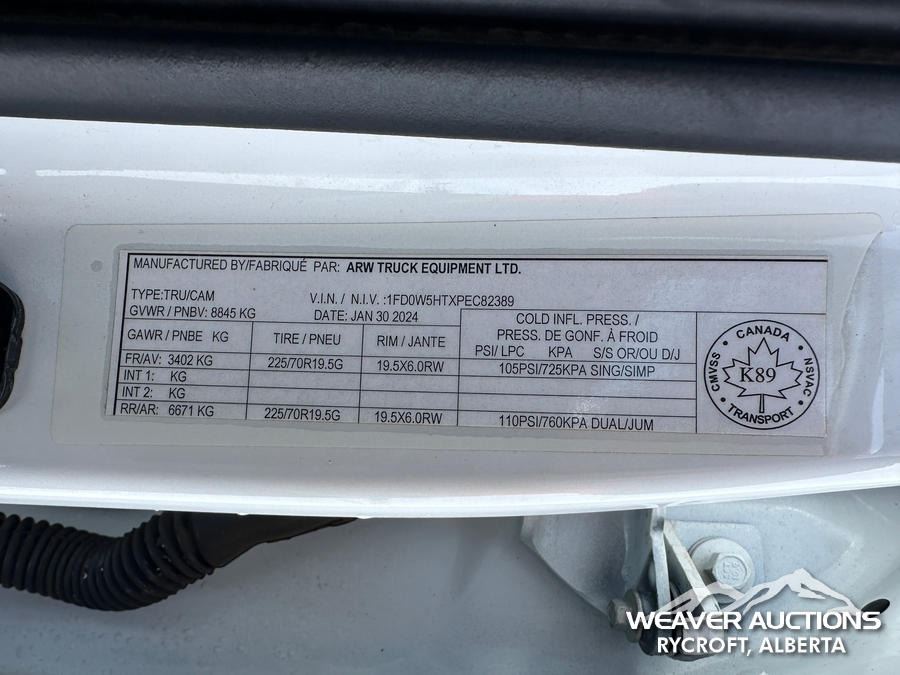 MANUFACTURED BY/FABRIQUÉ PAR: ARW TRUCK EQUIPMENT LTD.
TYPE:TRU/CAM V.I.N. / N.I.V. :1FD0W5HTXPEC82389
GVWR / PNBV: 8845 KG DATE: JAN 30 2024
GAWR / PNBE KG TIRE / PNEU RIM / JANTE COLD INFL. PRESS. /
PRESS. DE GONF. À FROID
PSI/ LPC KPA S/S OR/OU D/J
FR/AV: 3402 KG 225/70R19.5G 19.5X6.0RW 105PSI/725KPA SING/SIMP
INT 1: KG
INT 2: KG
RR/AR: 6671 KG 225/70R19.5G 19.5X6.0RW 110PSI/760KPA DUAL/JUM
CANADA
CMVSS
NSVAC
K89
TRANSPORT
WEAVER AUCTIONS
RYCROFT, ALBERTA